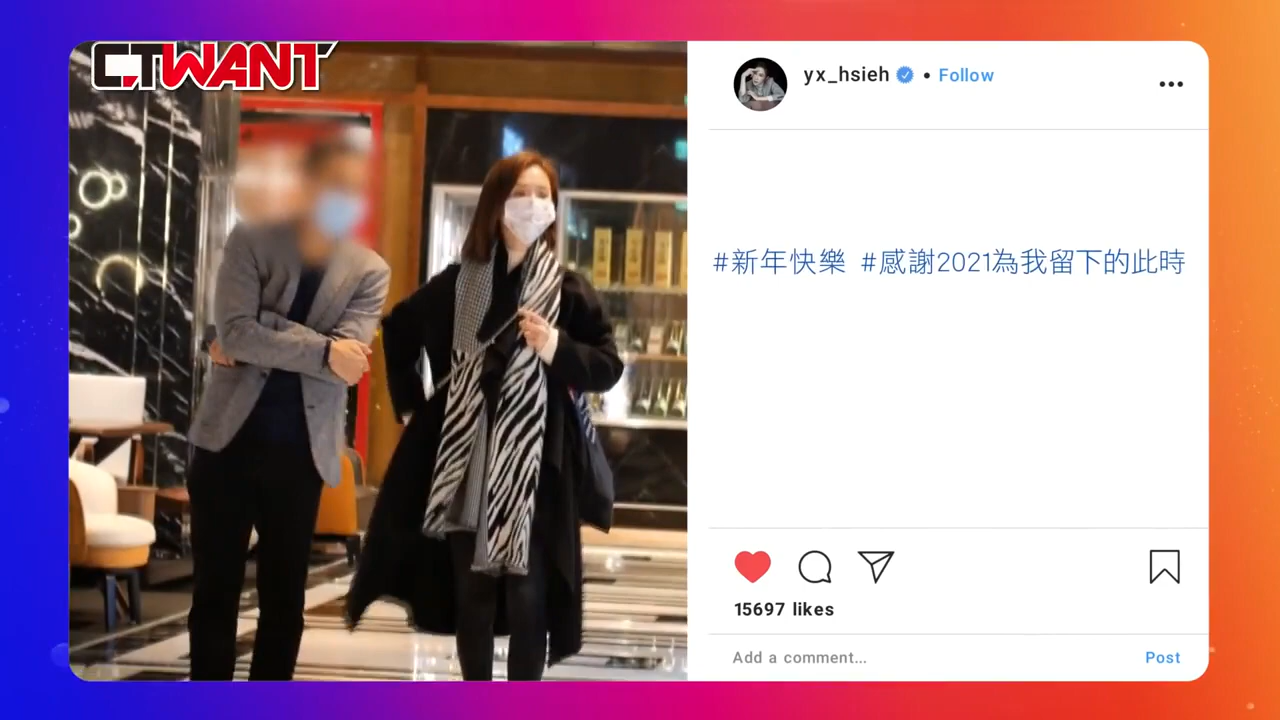 CTWANT
yx_hsieh • Follow
#新年快樂 #感謝2021為我留下的此時
15697 likes
Add a comment...
Post